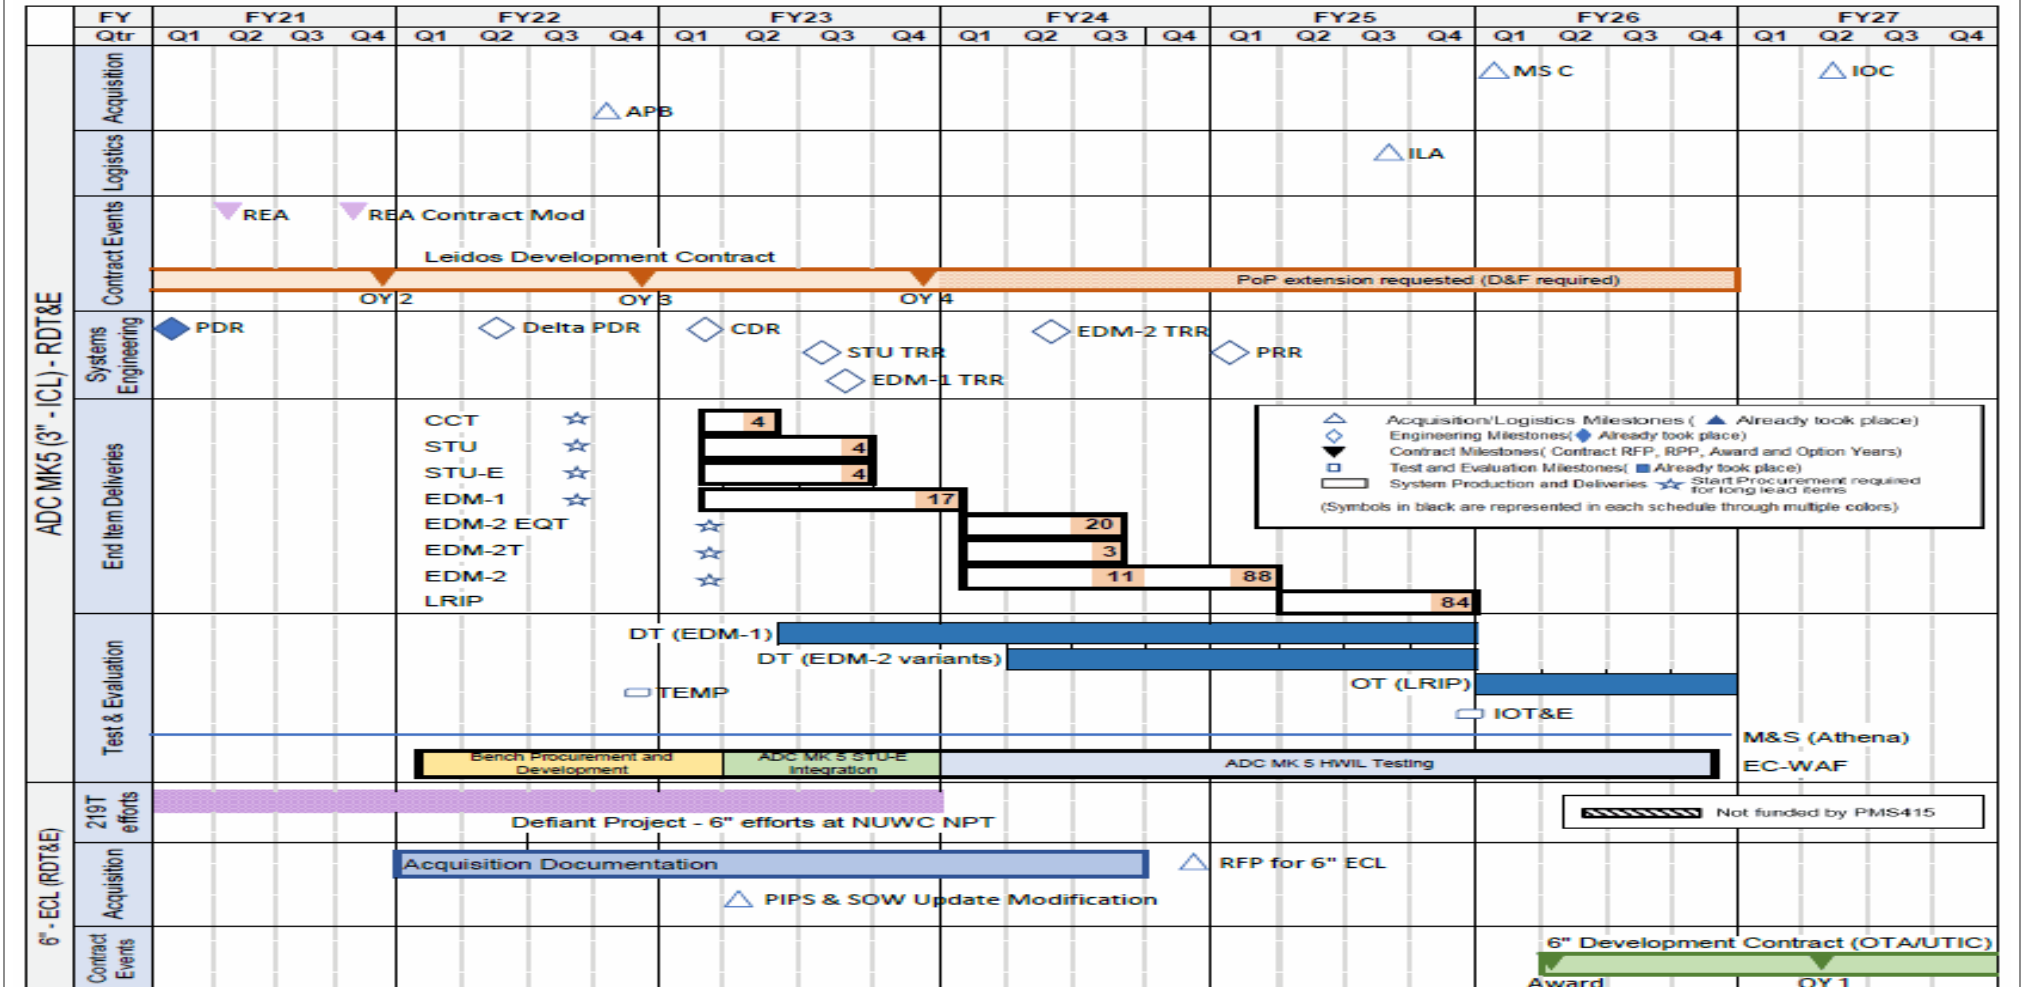 FY FY21 FY22 FY23 FY24 FY25 FY26 FY27
Qtr Q1 Q2 Q3 Q4 Q1 Q2 Q3 Q4 Q1 Q2 Q3 Q4 Q1 Q2 Q3 Q4 Q1 Q2 Q3 Q4 Q1 Q2 Q3 Q4 Q1 Q2 Q3 Q4
ADC MK5 (3" - ICL) - RDT&E
Acquisition
MS C
IOC
APB
Logistics
ILA
Contract Events
REA
REA Contract Mod
Leidos Development Contract
PoP extension requested (D&F required)
OY 2
OY 3
OY 4
Systems
Engineering
PDR
Delta PDR
CDR
EDM-2 TRR
STU TRR
PRR
EDM-1 TRR
End Item Deliveries
CCT 4
STU 4
STU-E 4
EDM-1 17
EDM-2 EQT 20
EDM-2T 3
EDM-2 11 88
LRIP 84
Acquisition/Logistics Milestones ( Already took place)
Engineering Milestones( Already took place)
Contract Milestones( Contract RFP, RPP, Award and Option Years)
Test and Evaluation Milestones( Already took place)
System Production and Deliveries
Start Procurement required
for long lead items
(Symbols in black are represented in each schedule through multiple colors)
Test & Evaluation
DT (EDM-1)
DT (EDM-2 variants)
OT (LRIP)
TEMP
IOT&E
M&S (Athena)
Bench Procurement and
Development
ADC MK 5 STU-E
Integration
ADC MK 5 HWIL Testing
EC-WAF
6" - ECL (RDT&E)
219T
efforts
Defiant Project - 6" efforts at NUWC NPT
Not funded by PMS415
Acquisition
Acquisition Documentation
RFP for 6" ECL
PIPS & SOW Update Modification
Contract
Events
6" Development Contract (OTA/UTIC)
Award
OY 1